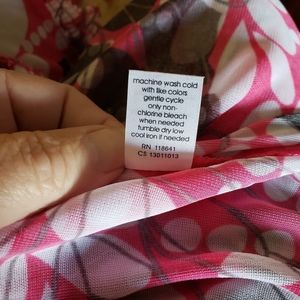 machine wash cold
with like colors
gentle cycle
only non-
chlorine bleach
when needed
tumble dry low
cool iron if needed
RN 118641
CS 13011013